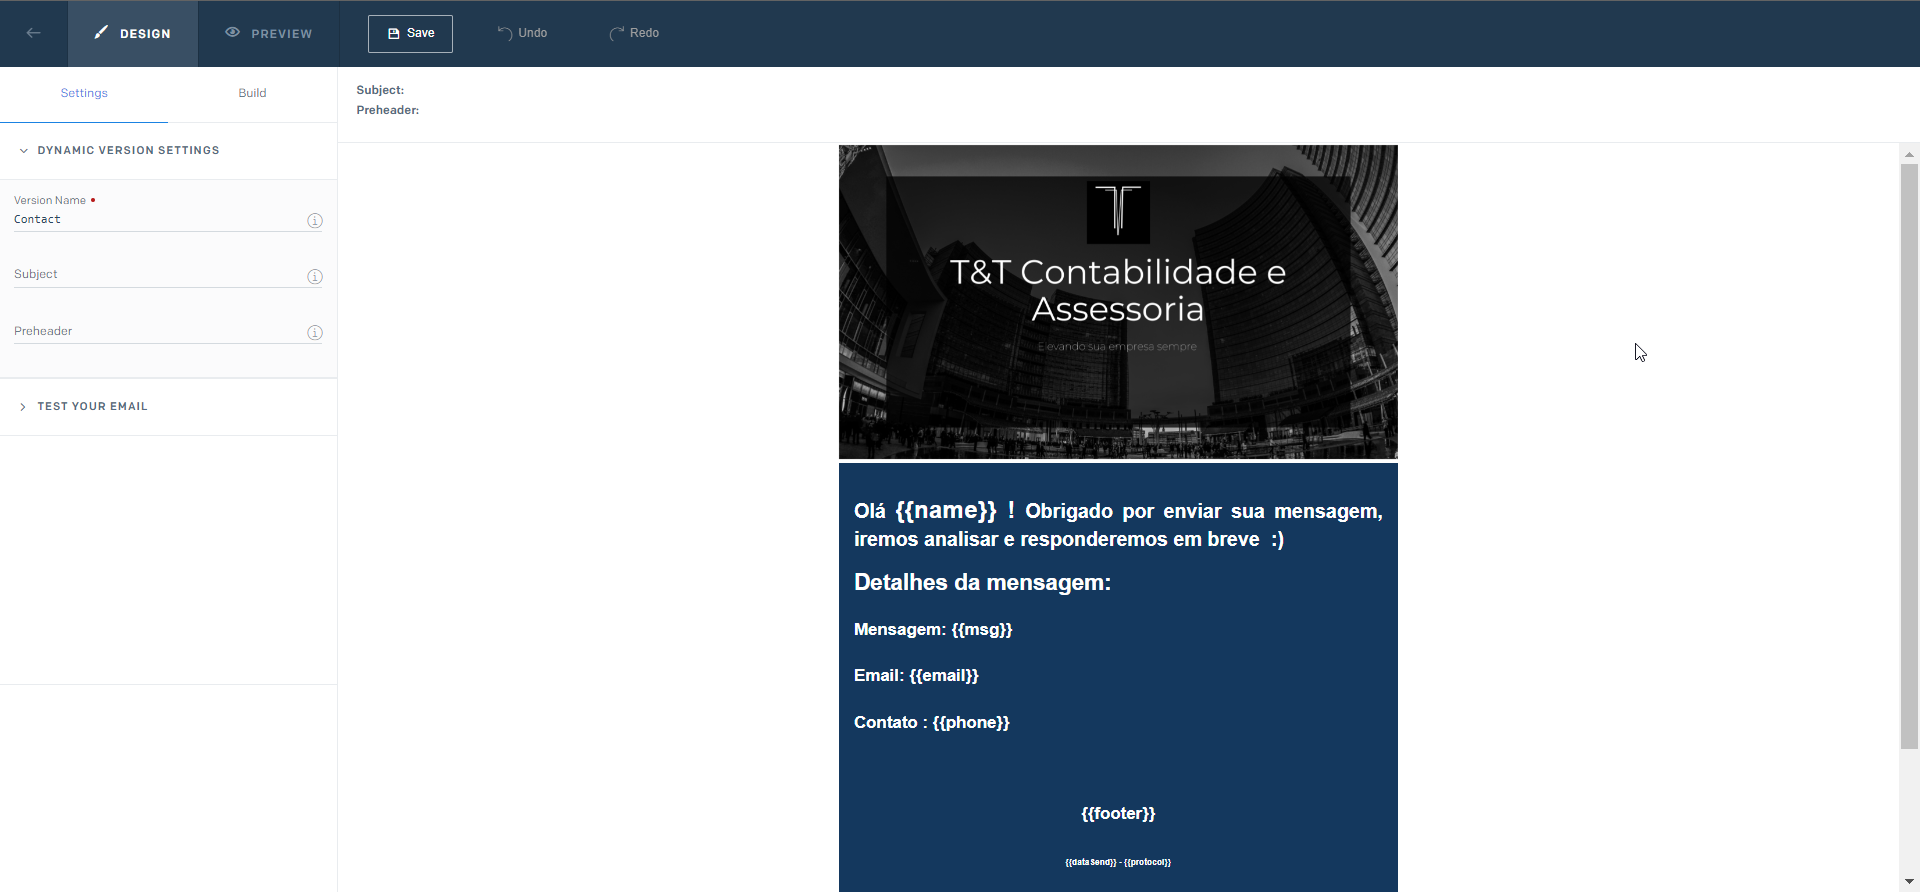 DESIGN
PREVIEW
Save
Undo
Redo
Settings
Build
DYNAMIC VERSION SETTINGS
Version Name
Contact
Subject
Preheader
TEST YOUR EMAIL
Subject:
Preheader:
T&T Contabilidade e
Assessoria
Elevando sua empresa sempre
Olá {{name}} ! Obrigado por enviar sua mensagem,
iremos analisar e responderemos em breve :)
Detalhes da mensagem:
Mensagem: {{msg}}
Email: {{email}}
Contato : {{phone}}
{{footer}}
{{dataSend}} - {{protocol}}